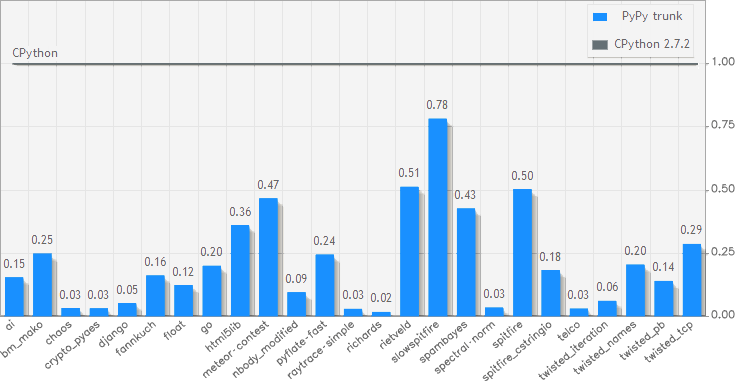 PyPy trunk
CPython 2.7.2
CPython
1.00
0.75
0.50
0.25
0.00
0.15
0.25
0.03
0.03
0.05
0.16
0.12
0.20
0.36
0.47
0.09
0.24
0.03
0.02
0.51
0.78
0.43
0.03
0.50
0.18
0.03
0.06
0.20
0.14
0.29
ai
bm_mako
chaos
crypto_pyaes
django
fannkuch
float
go
html5lib
meteor-contest
nbody_modified
pyflate-fast
raytrace-simple
richards
rietveld
slowspitfire
spambayes
spectral-norm
spitfire
spitfire_cstringio
telco
twisted_iteration
twisted_names
twisted_pb
twisted_tcp